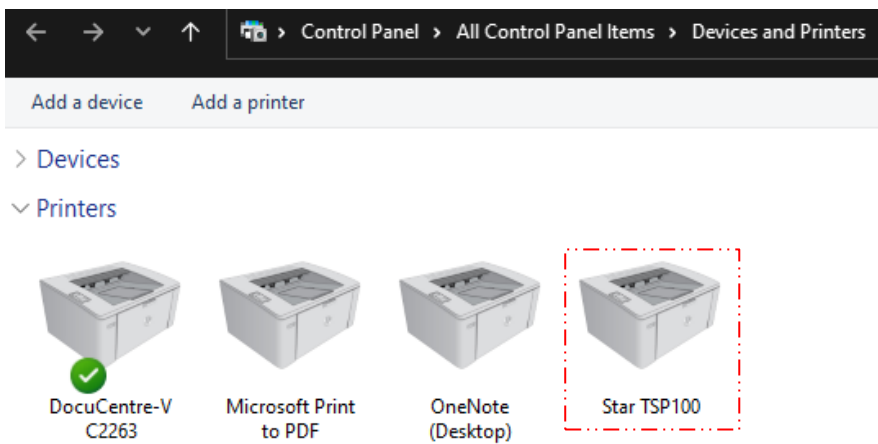 Control Panel > All Control Panel Items > Devices and Printers
Add a device Add a printer
Devices
Printers
DocuCentre-V C2263
Microsoft Print to PDF
OneNote (Desktop)
Star TSP100